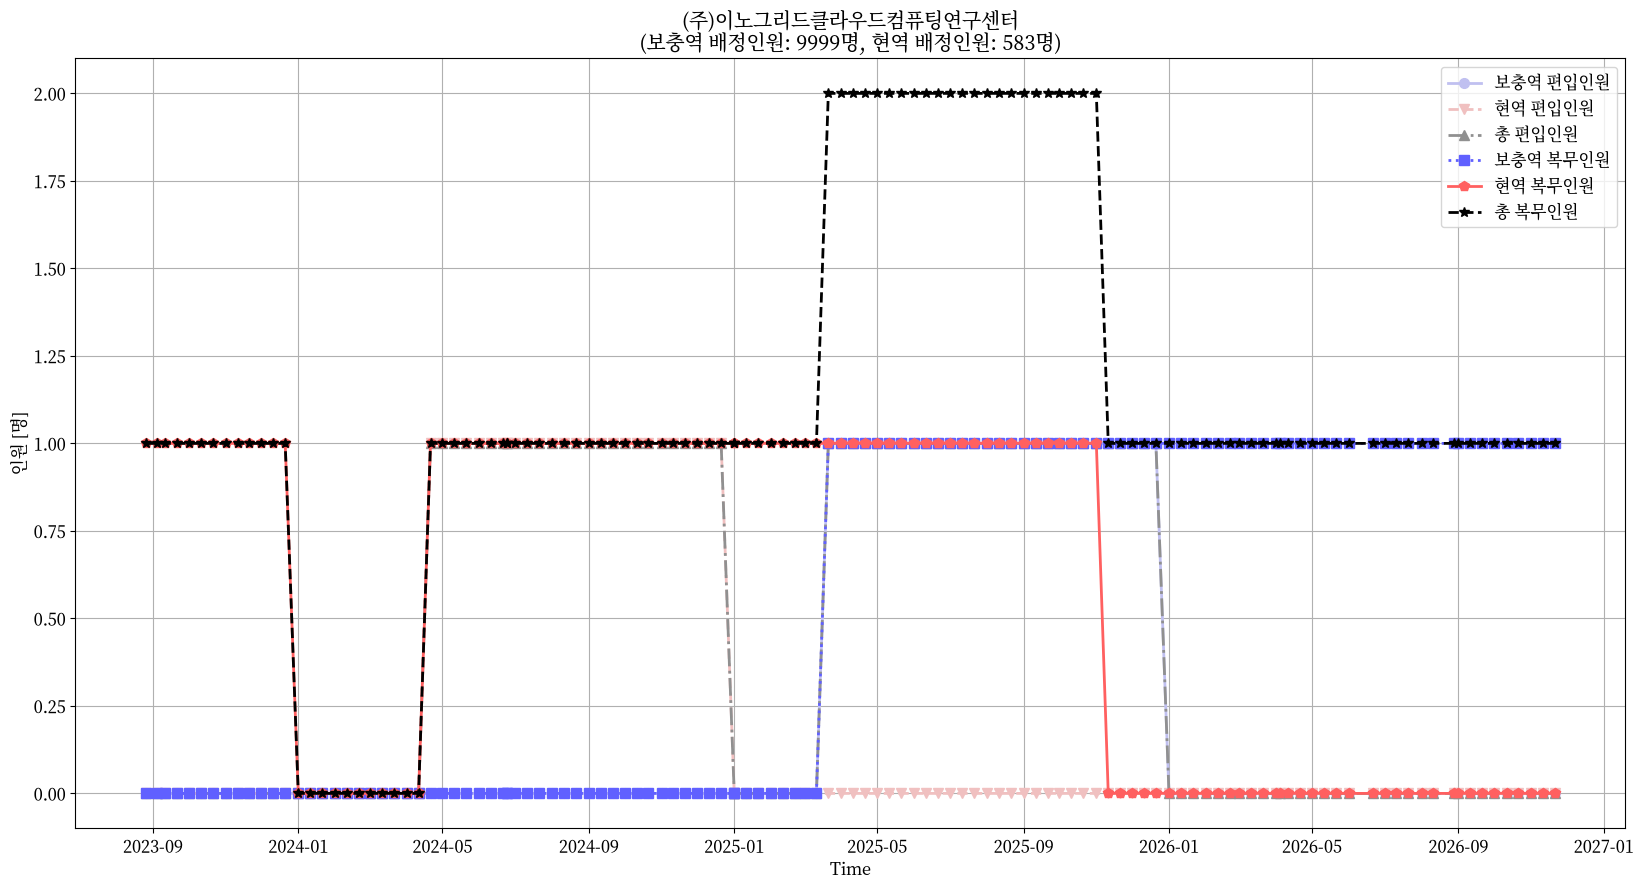 (주)이노그리드클라우드컴퓨팅연구센터
(보충역 배정인원: 9999명, 현역 배정인원: 583명)
보충역 편입인원
현역 편입인원
총 편입인원
보충역 복무인원
현역 복무인원
총 복무인원
2.00
1.75
1.50
1.25
1.00
0.75
0.50
0.25
0.00
인원 [명]
2023-09 2024-01 2024-05 2024-09 2025-01 2025-05 2025-09 2026-01 2026-05 2026-09 2027-01
Time